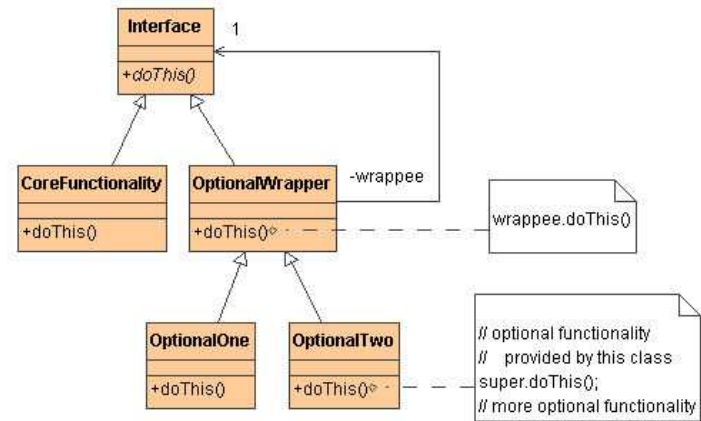 Interface
1
+doThis()
CoreFunctionality
+doThis()
OptionalWrapper
+doThis()
-wrappee
wrappee.doThis()
OptionalOne
+doThis()
OptionalTwo
+doThis()
// optional functionality
// provided by this class
super.doThis();
// more optional functionality